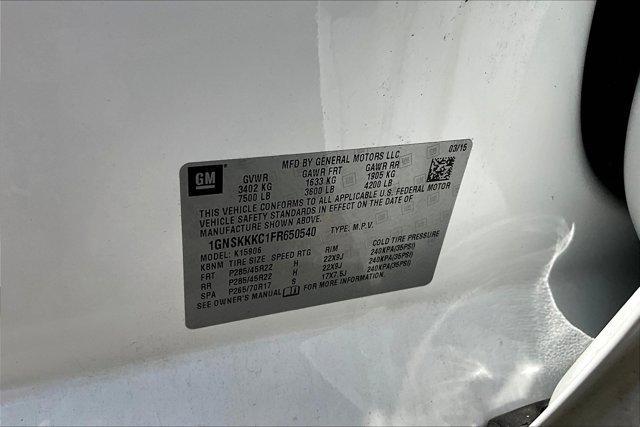 GM
MFD BY GENERAL MOTORS LLC 03/15
GVWR GAWR FRT GAWR RR
3402 KG 1633 KG 1905 KG
7500 LB 3600 LB 4200 LB
THIS VEHICLE CONFORMS TO ALL APPLICABLE U.S. FEDERAL MOTOR
VEHICLE SAFETY STANDARDS IN EFFECT ON THE DATE OF
MANUFACTURE SHOWN ABOVE.
1GNSKKKC1FR650540 TYPE: M.P.V.
MODEL: K15906
K8NM TIRE SIZE SPEED RTG RIM COLD TIRE PRESSURE
FRT P285/45R22 H 22X9J 240KPA(35PSI)
RR P285/45R22 H 22X9J 240KPA(35PSI)
SPA P265/70R17 S 17X7.5J 240KPA(35PSI)
SEE OWNER'S MANUAL FOR MORE INFORMATION.